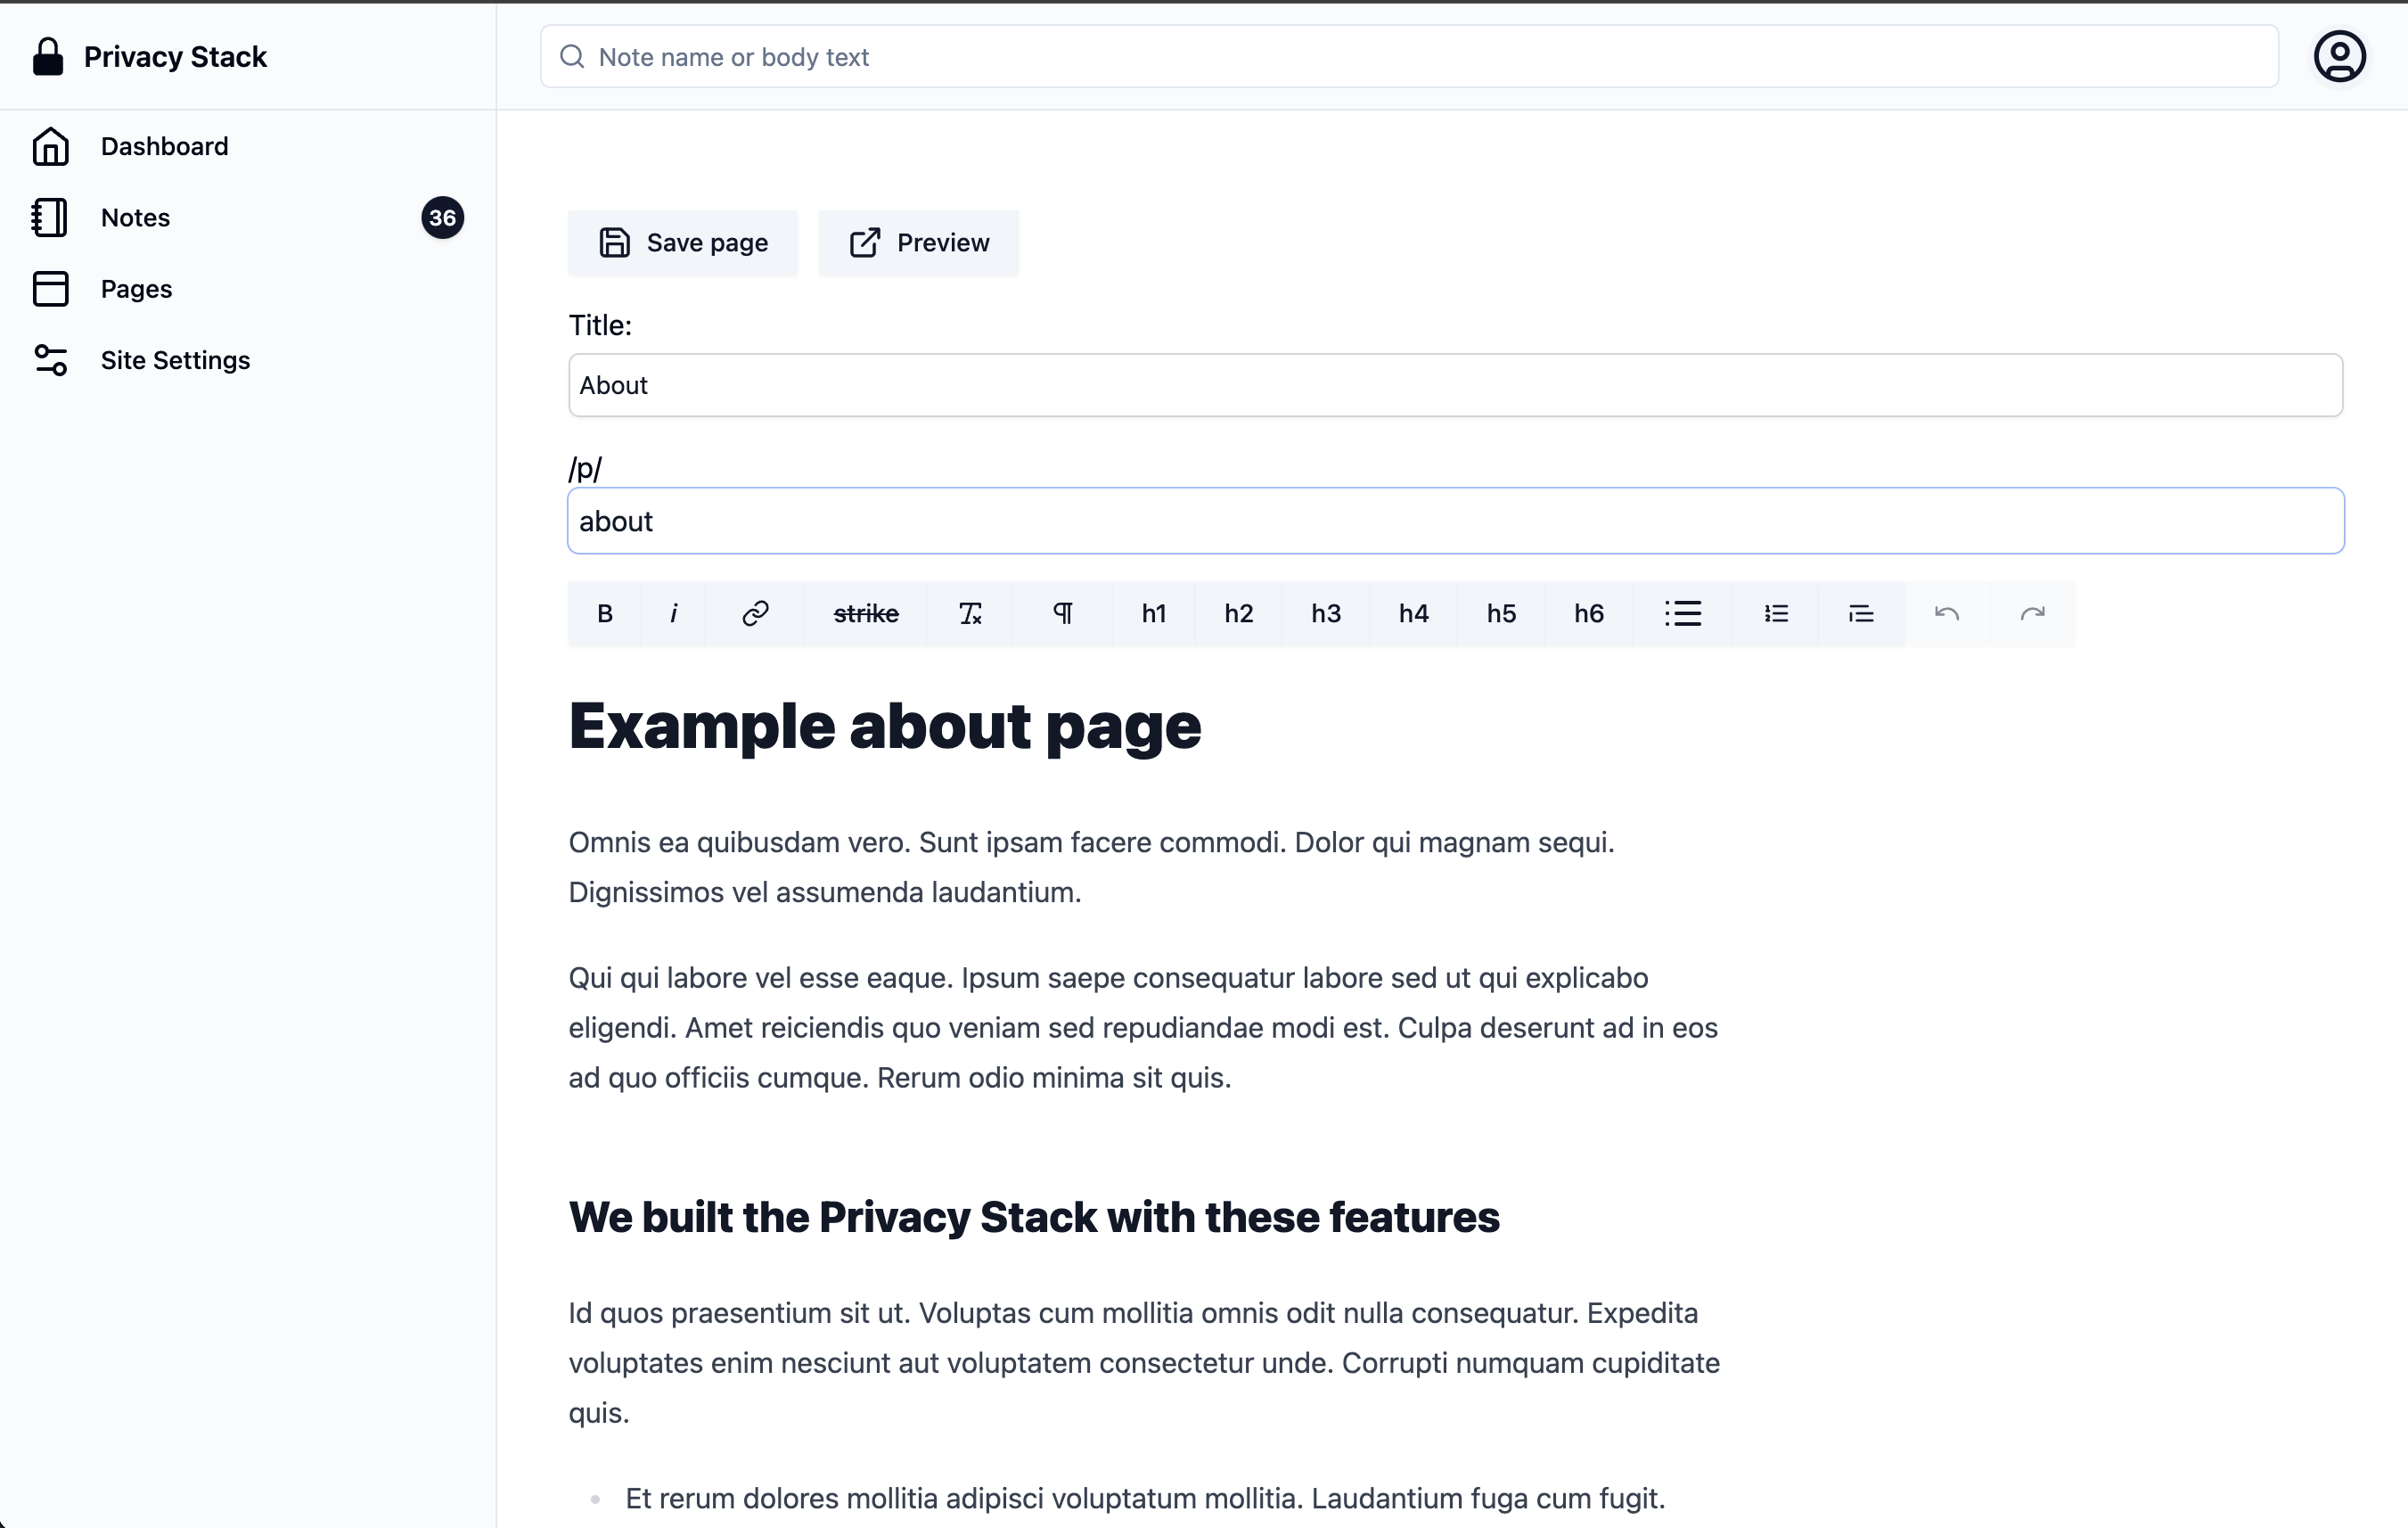 Privacy Stack
Note name or body text
Dashboard
Notes
36
Pages
Site Settings
Save page
Preview
Title:
About
/p/
about
B
i
strike
¶
h1
h2
h3
h4
h5
h6
Example about page
Omnis ea quibusdam vero. Sunt ipsam facere commodi. Dolor qui magnam sequi.
Dignissimos vel assumenda laudantium.
Qui qui labore vel esse eaque. Ipsum saepe consequatur labore sed ut qui explicabo
eligendi. Amet reiciendis quo veniam sed repudiandae modi est. Culpa deserunt ad in eos
ad quo officiis cumque. Rerum odio minima sit quis.
We built the Privacy Stack with these features
Id quos praesentium sit ut. Voluptas cum mollitia omnis odit nulla consequatur. Expedita
voluptates enim nesciunt aut voluptatem consectetur unde. Corrupti numquam cupiditate
quis.
Et rerum dolores mollitia adipisci voluptatum mollitia. Laudantium fuga cum fugit.